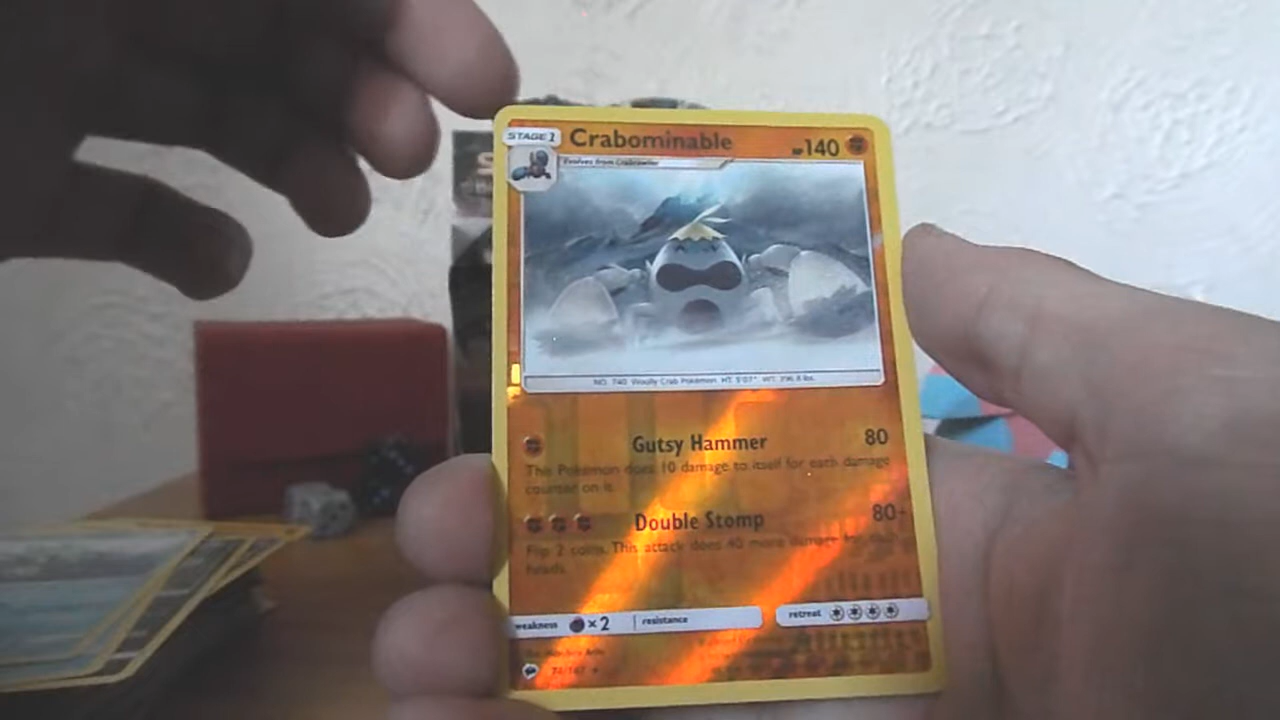 STAGE 1
Crabominable
HP 140
Evolves from Crabrawler
NO. 740 Woolly Crab Pokémon HT: 5'07" WT: 396.8 lbs.
Gutsy Hammer 80
This Pokémon does 10 damage to itself for each damage
counter on it.
Double Stomp 80+
Flip 2 coins. This attack does 40 more damage for each
heads.
weakness ×2 resistance
retreat